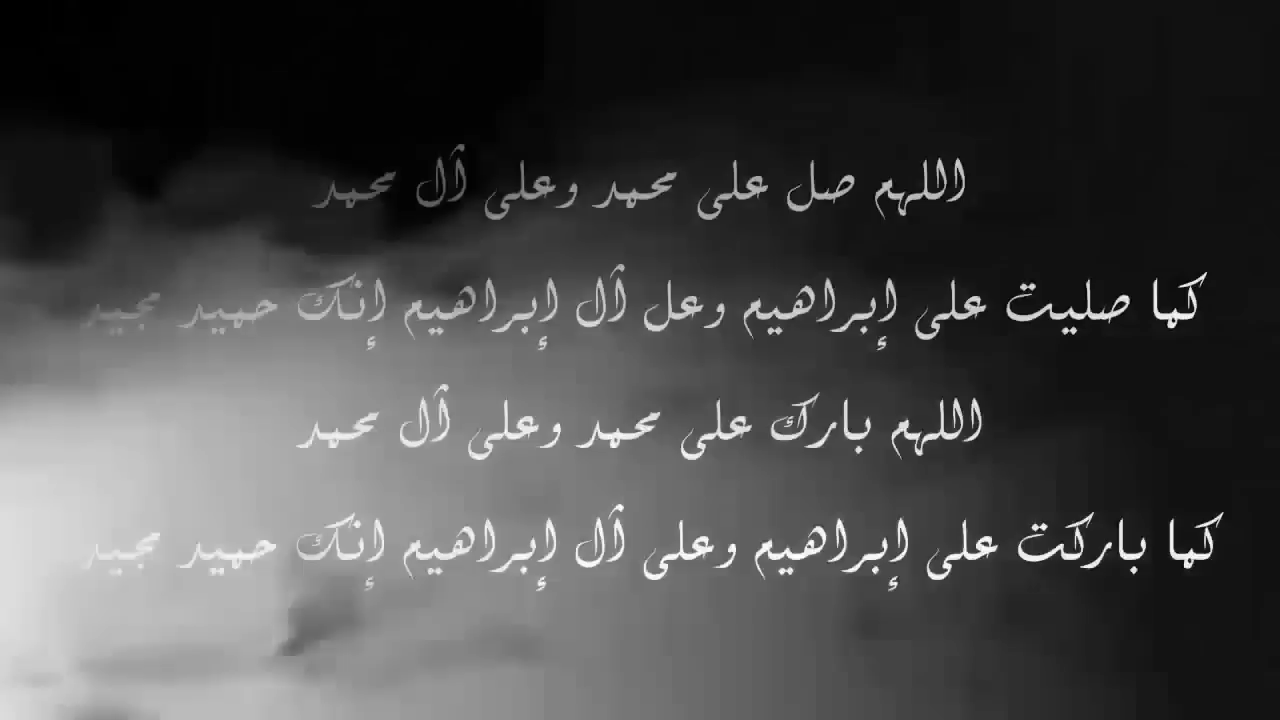 اللهم صل على محمد وعلى آل محمد
كما صليت على إبراهيم وعل آل إبراهيم إنك حميد مجيد
اللهم بارك على محمد وعلى آل محمد
كما باركت على إبراهيم وعلى آل إبراهيم إنك حميد مجيد